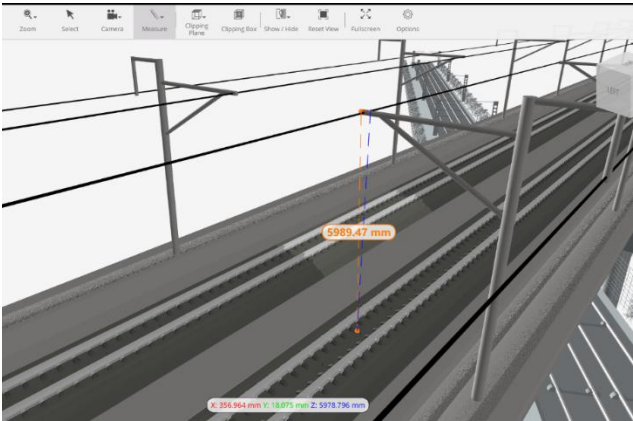 Zoom
Select
Camera
Measure
Clipping Plane
Clipping Box
Show / Hide
Reset View
Fullscreen
Options
5989.47 mm
X: 356.964 mm Y: 18.075 mm Z: 5978.796 mm